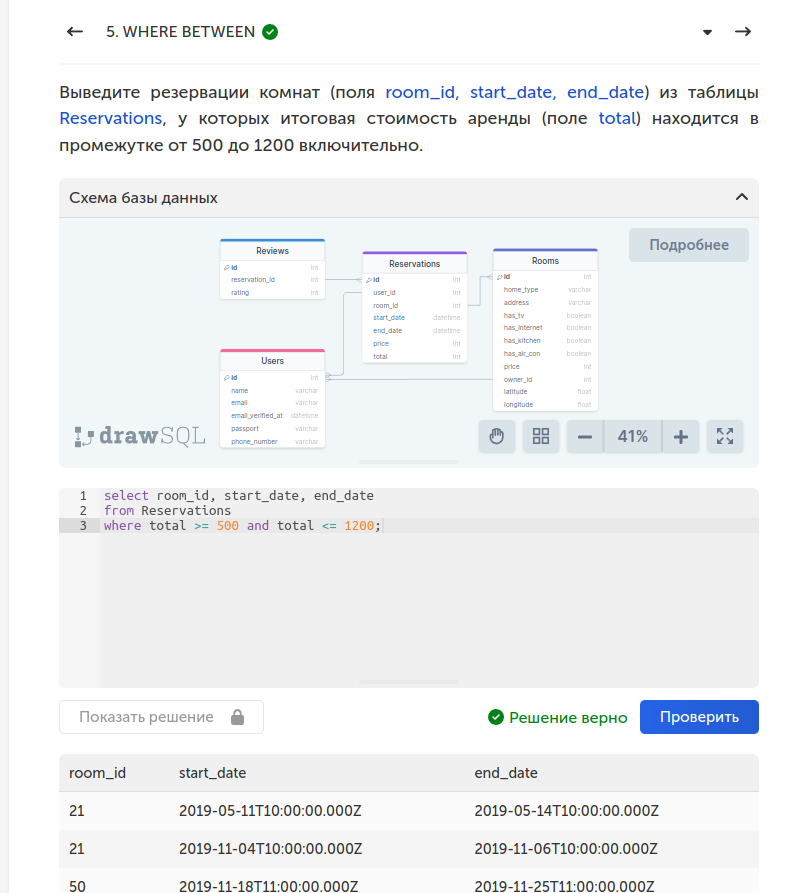 5. WHERE BETWEEN
Выведите резервации комнат (поля room_id, start_date, end_date) из таблицы
Reservations, у которых итоговая стоимость аренды (поле total) находится в
промежутке от 500 до 1200 включительно.
Схема базы данных
Подробнее
Reviews
id int
reservation_id int
rating int
Reservations
id int
user_id int
room_id int
start_date datetime
end_date datetime
price int
total int
Rooms
id int
home_type varchar
address varchar
has_tv boolean
has_internet boolean
has_kitchen boolean
has_air_con boolean
price int
owner_id int
latitude float
longitude float
Users
id int
name varchar
email varchar
email_verified_at datetime
passport varchar
phone_number varchar
drawSQL
41%
1 select room_id, start_date, end_date
2 from Reservations
3 where total >= 500 and total <= 1200;
Показать решение
Решение верно
Проверить
room_id start_date end_date
21 2019-05-11T10:00:00.000Z 2019-05-14T10:00:00.000Z
21 2019-11-04T10:00:00.000Z 2019-11-06T10:00:00.000Z
50 2019-11-18T11:00:00.000Z 2019-11-25T11:00:00.000Z